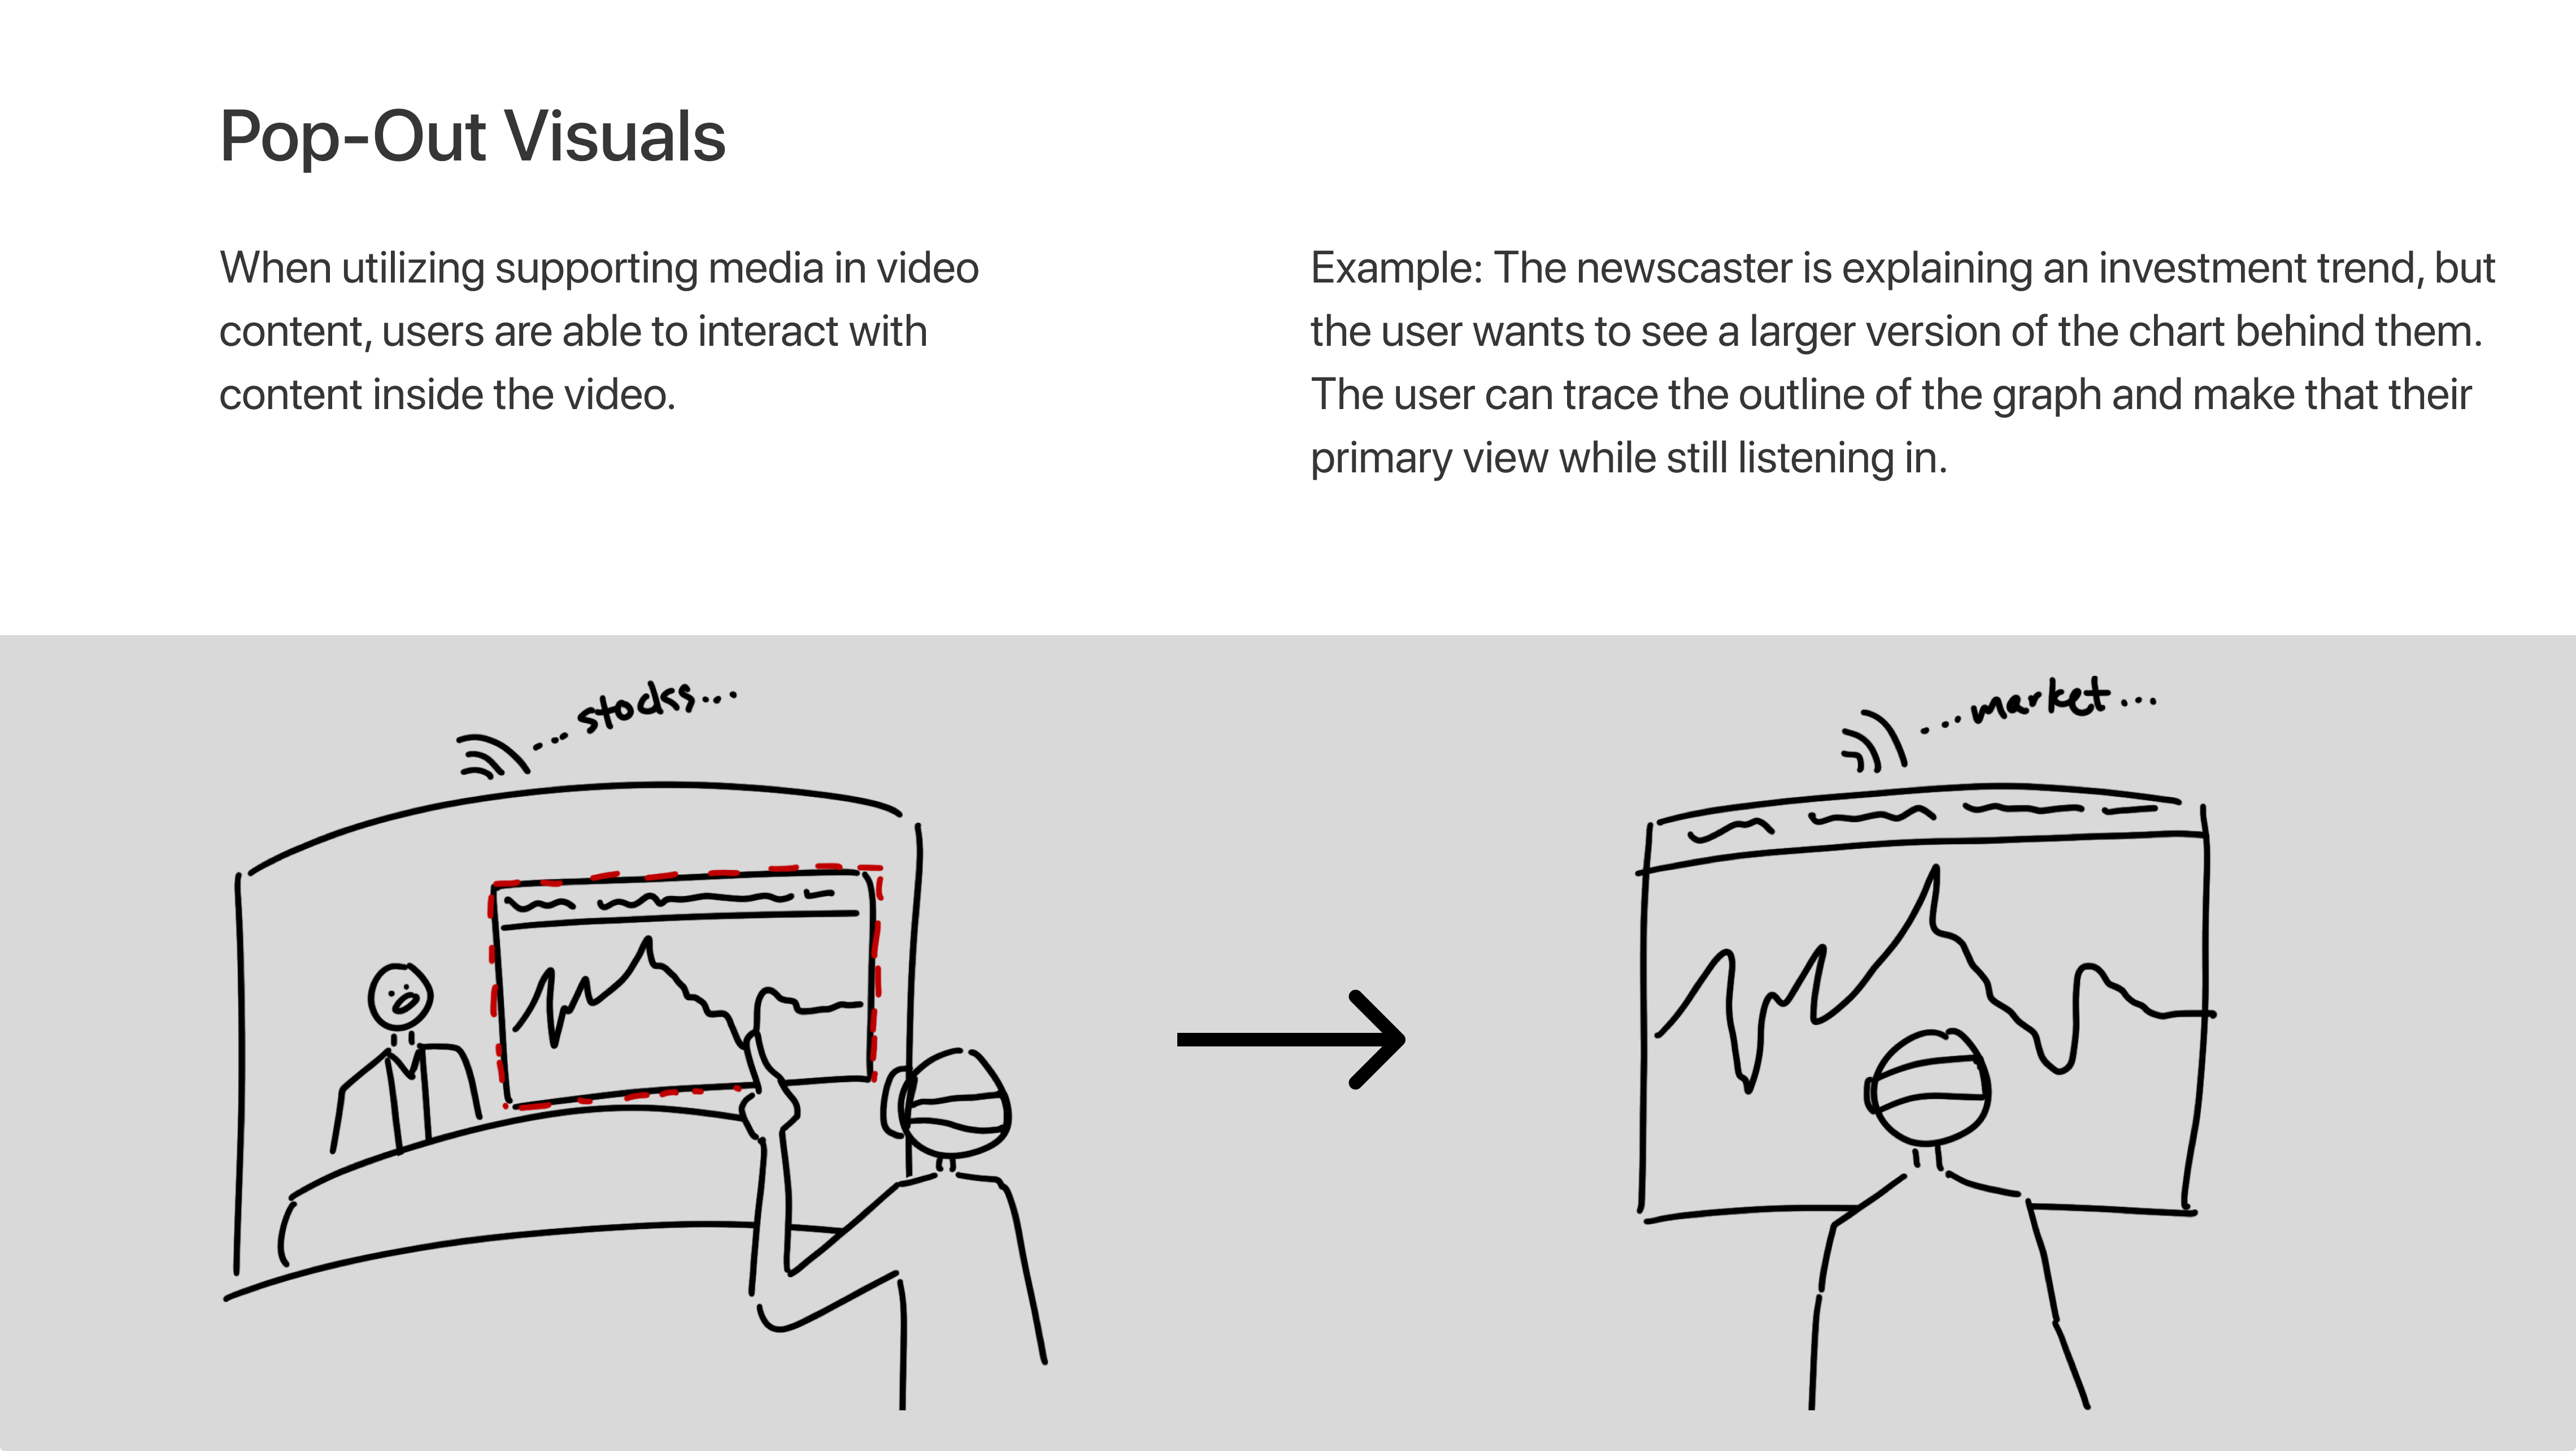 Pop-Out Visuals
When utilizing supporting media in video
content, users are able to interact with
content inside the video.
Example: The newscaster is explaining an investment trend, but
the user wants to see a larger version of the chart behind them.
The user can trace the outline of the graph and make that their
primary view while still listening in.
... stocks...
... market...